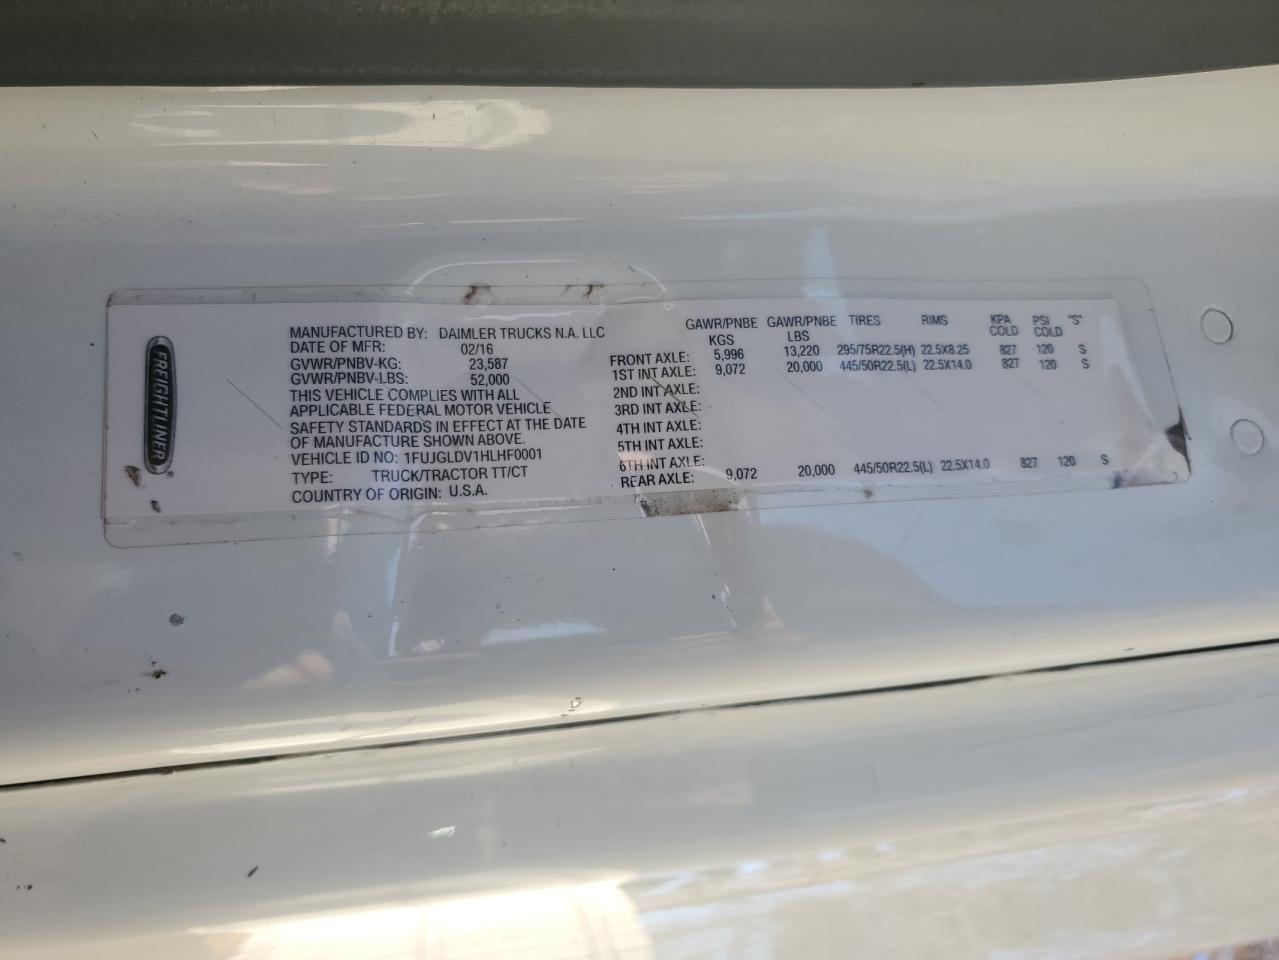 FREIGHTLINER
MANUFACTURED BY: DAIMLER TRUCKS N.A. LLC
DATE OF MFR: 02/16
GVWR/PNBV-KG: 23,587
GVWR/PNBV-LBS: 52,000
THIS VEHICLE COMPLIES WITH ALL
APPLICABLE FEDERAL MOTOR VEHICLE
SAFETY STANDARDS IN EFFECT AT THE DATE
OF MANUFACTURE SHOWN ABOVE.
VEHICLE ID NO: 1FUJGLDV1HLHF0001
TYPE: TRUCK/TRACTOR TT/CT
COUNTRY OF ORIGIN: U.S.A.
GAWR/PNBE GAWR/PNBE TIRES RIMS KPA PSI "S"
KGS LBS COLD COLD
FRONT AXLE: 5,996 13,220 295/75R22.5(H) 22.5X8.25 827 120 S
1ST INT AXLE: 9,072 20,000 445/50R22.5(L) 22.5X14.0 827 120 S
2ND INT AXLE:
3RD INT AXLE:
4TH INT AXLE:
5TH INT AXLE:
6TH INT AXLE:
REAR AXLE: 9,072 20,000 445/50R22.5(L) 22.5X14.0 827 120 S